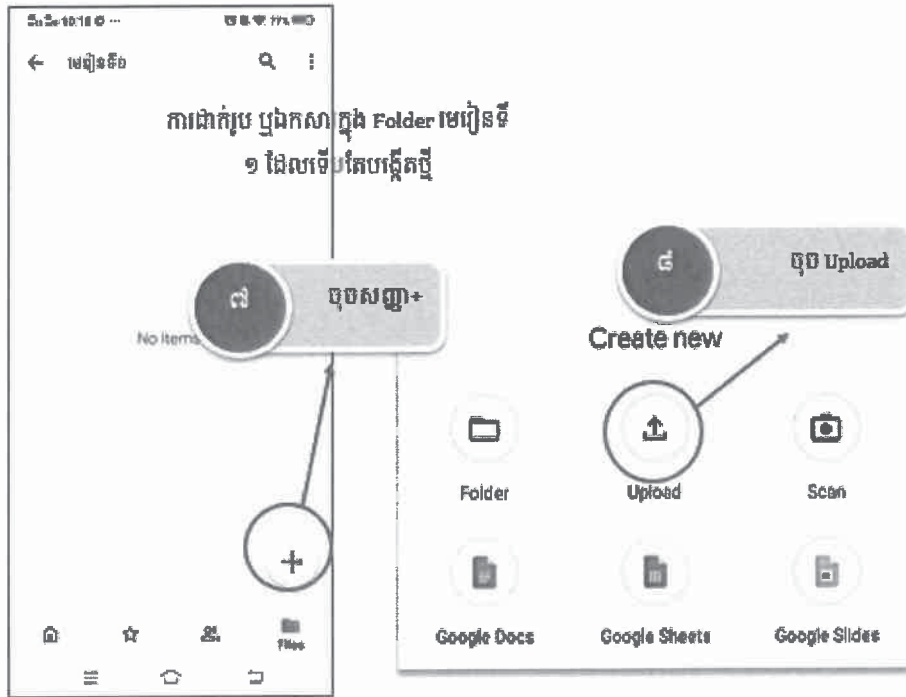 10:18
77%
មេរៀនទី១
ការដាក់រូប ឬឯកសារក្នុង Folder មេរៀនទី
១ ដែលទើបតែបង្កើតថ្មី
៧
ចុចសញ្ញា+
៨
ចុច Upload
No items
Create new
Folder
Upload
Scan
Google Docs
Google Sheets
Google Slides
Files